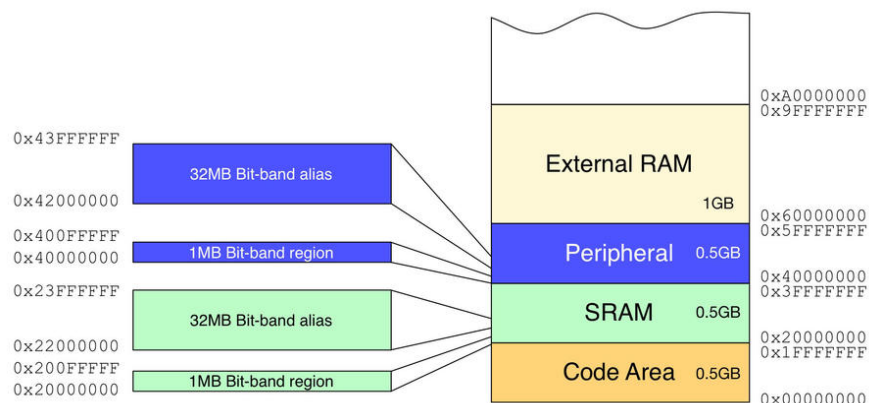 0xA0000000
0x9FFFFFFF
0x43FFFFFF
32MB Bit-band alias
0x42000000
External RAM
1GB
0x60000000
0x5FFFFFFF
0x400FFFFF
0x40000000
1MB Bit-band region
Peripheral 0.5GB
0x40000000
0x3FFFFFFF
0x23FFFFFF
32MB Bit-band alias
0x22000000
SRAM 0.5GB
0x20000000
0x1FFFFFFF
0x200FFFFF
0x20000000
1MB Bit-band region
Code Area 0.5GB
0x00000000